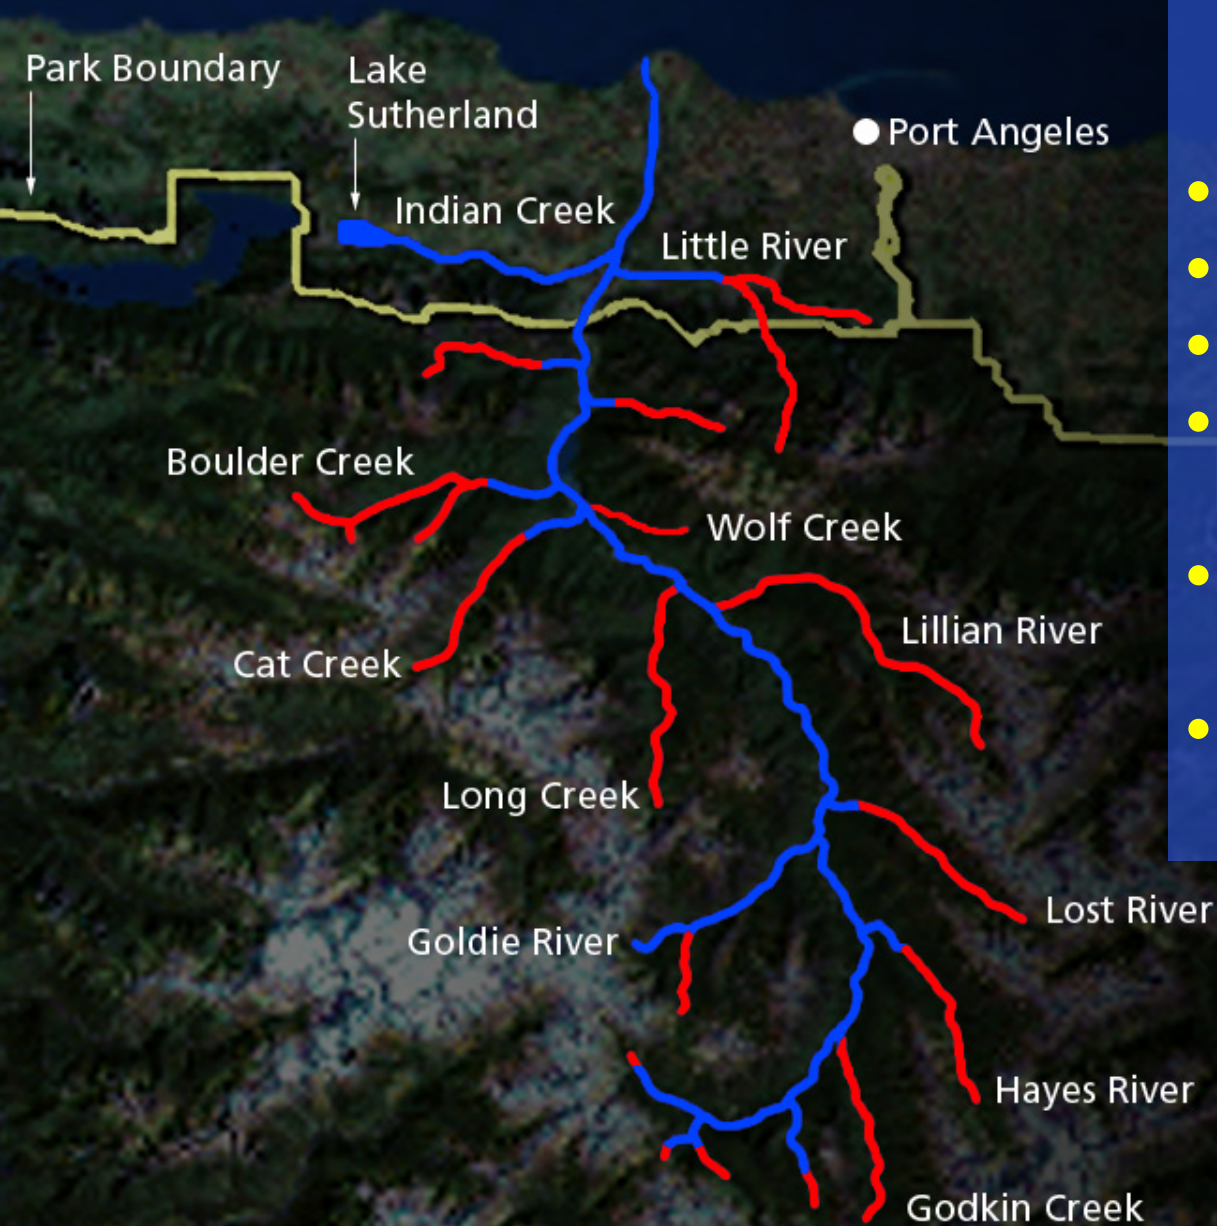 Park Boundary
Lake
Sutherland
Port Angeles
Indian Creek
Little River
Boulder Creek
Wolf Creek
Lillian River
Cat Creek
Long Creek
Lost River
Goldie River
Hayes River
Godkin Creek